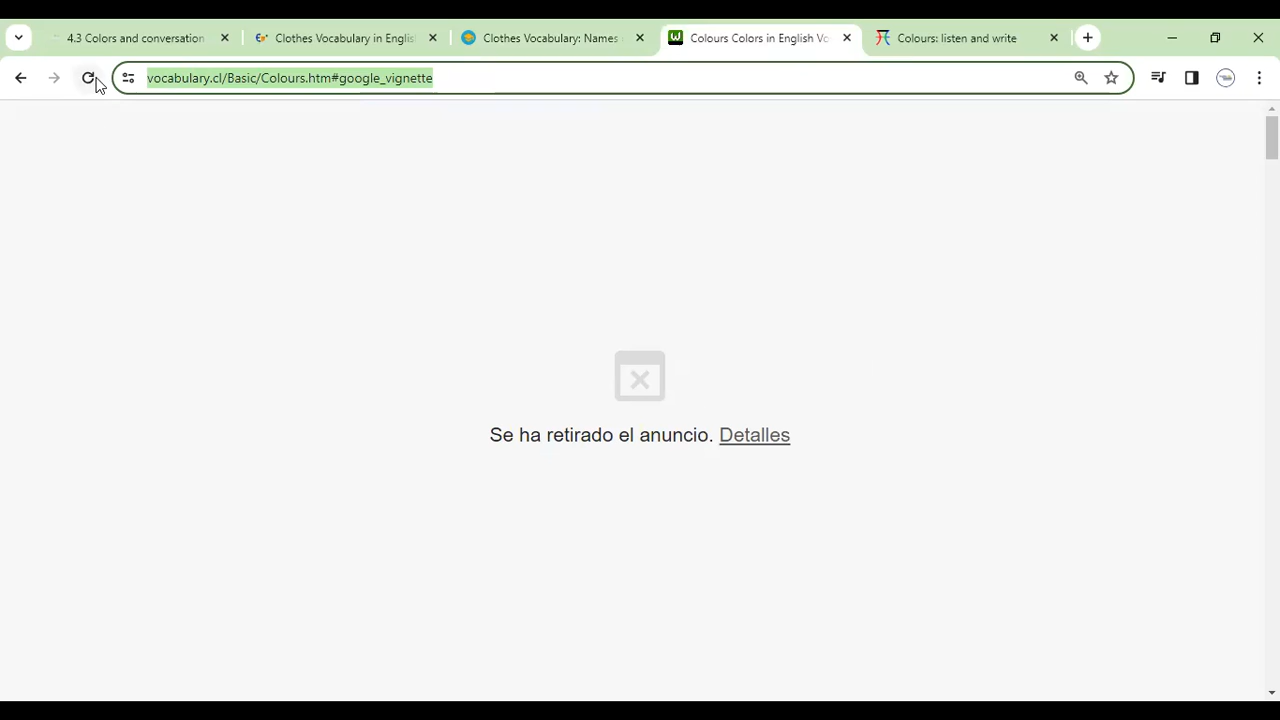 4.3 Colors and conversation
Clothes Vocabulary in Englis
Clothes Vocabulary: Names
Colours Colors in English Vo
Colours: listen and write
vocabulary.cl/Basic/Colours.htm#google_vignette
Se ha retirado el anuncio. Detalles